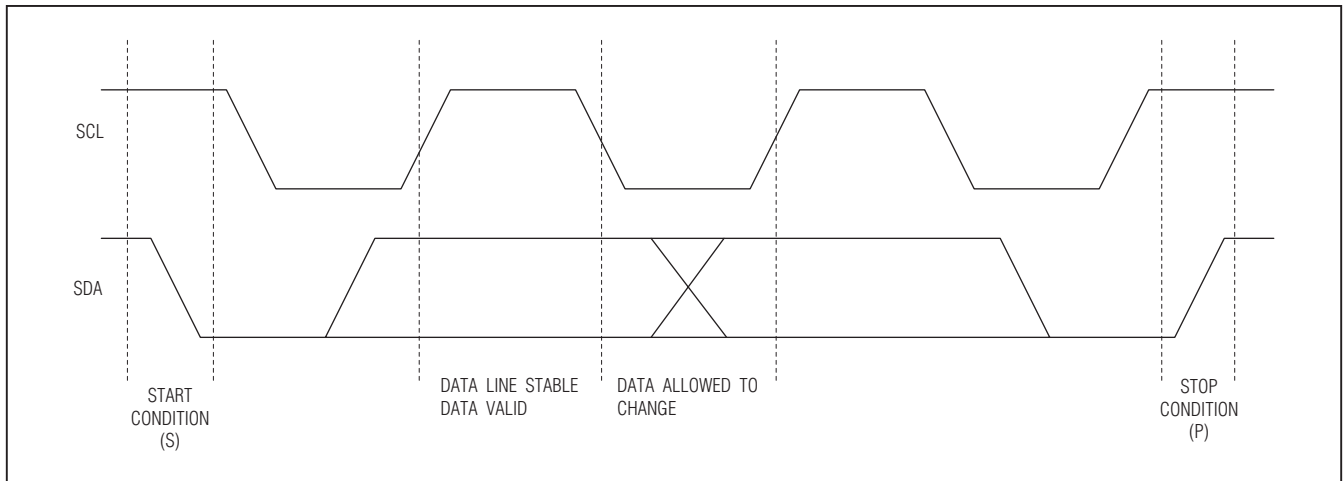 SCL
SDA
START
CONDITION
(S)
DATA LINE STABLE
DATA VALID
DATA ALLOWED TO
CHANGE
STOP
CONDITION
(P)